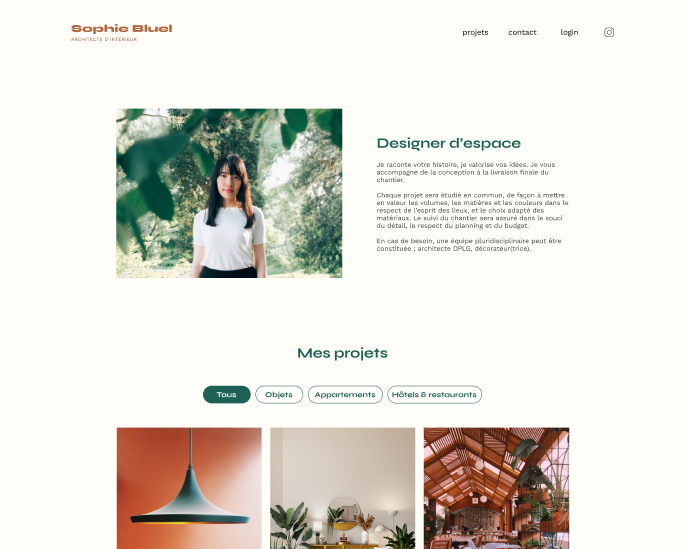 Sophie Bluel
ARCHITECTE D'INTÉRIEUR
projets contact login
Designer d'espace
Je raconte votre histoire, je valorise vos idées. Je vous
accompagne de la conception à la livraison finale du
chantier.
Chaque projet sera étudié en commun, de façon à mettre
en valeur les volumes, les matières et les couleurs dans le
respect de l'esprit des lieux, et le choix adapté des
matériaux. Le suivi du chantier sera assuré dans le souci
du détail, le respect du planning et du budget.
En cas de besoin, une équipe pluridisciplinaire peut être
constituée : architecte DPLG, décorateur(trice).
Mes projets
Tous Objets Appartements Hôtels & restaurants